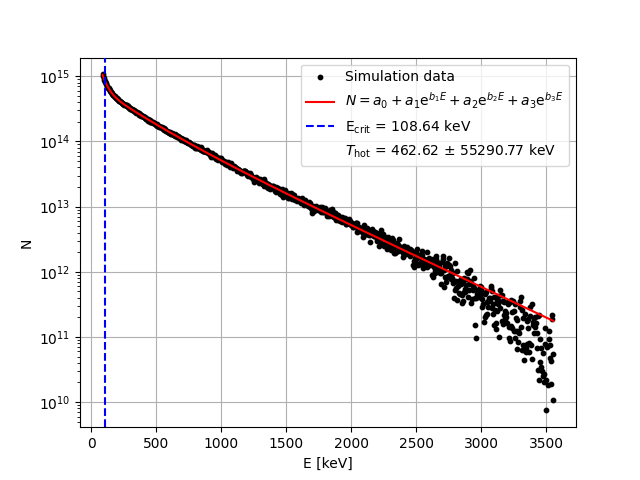 Simulation data
N = a₀ + a₁e^{b₁E} + a₂e^{b₂E} + a₃e^{b₃E}
E_crit = 108.64 keV
T_hot = 462.62 ± 55290.77 keV
10¹⁵
10¹⁴
10¹³
10¹²
10¹¹
10¹⁰
N
0 500 1000 1500 2000 2500 3000 3500
E [keV]